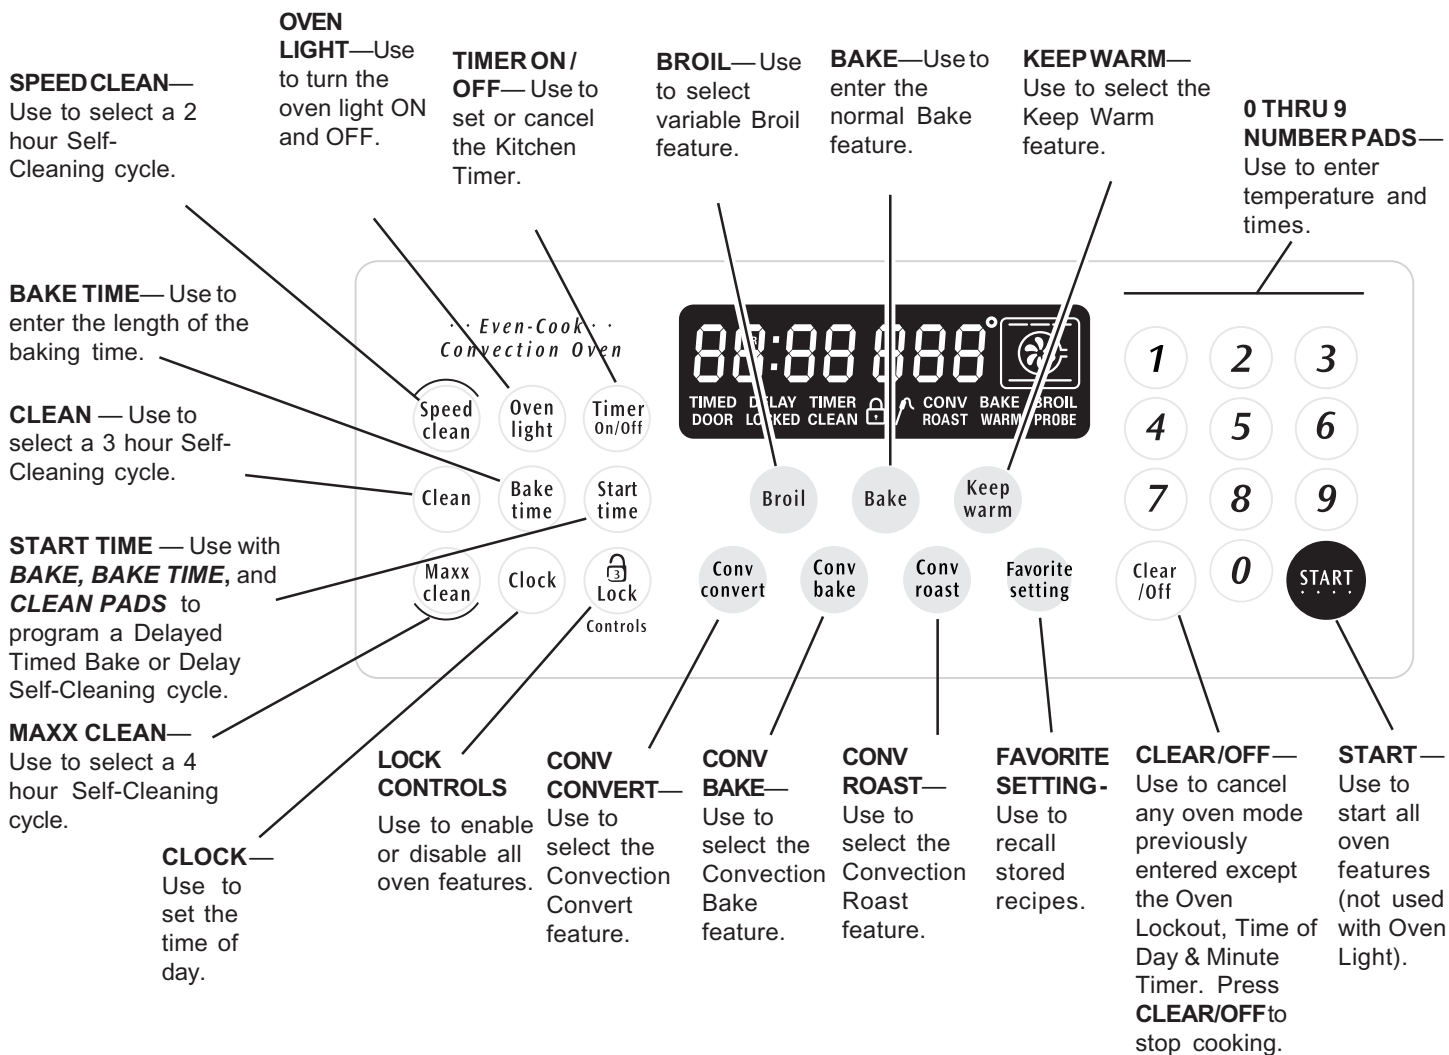 OVEN
LIGHT—Use
to turn the
oven light ON
and OFF.
TIMER ON /
OFF— Use to
set or cancel
the Kitchen
Timer.
BROIL—Use
to select
variable Broil
feature.
BAKE—Use to
enter the
normal Bake
feature.
KEEP WARM—
Use to select the
Keep Warm
feature.
0 THRU 9
NUMBER PADS—
Use to enter
temperature and
times.
SPEED CLEAN—
Use to select a 2
hour Self-
Cleaning cycle.
BAKE TIME— Use to
enter the length of the
baking time.
CLEAN — Use to
select a 3 hour Self-
Cleaning cycle.
START TIME — Use with
BAKE, BAKE TIME, and
CLEAN PADS to
program a Delayed
Timed Bake or Delay
Self-Cleaning cycle.
MAXX CLEAN—
Use to select a 4
hour Self-Cleaning
cycle.
· · Even-Cook · ·
Convection Oven
Speed
clean
Oven
light
Timer
On/Off
Clean
Bake
time
Start
time
Maxx
clean
Clock
3
Lock
Controls
88:88 888°
TIMED DELAY TIMER CONV BAKE BROIL
DOOR LOCKED CLEAN ROAST WARM PROBE
Broil
Bake
Keep
warm
Conv
convert
Conv
bake
Conv
roast
Favorite
setting
1 2 3
4 5 6
7 8 9
Clear
/Off
0
START
CLOCK—
Use to
set the
time of
day.
LOCK
CONTROLS
Use to enable
or disable all
oven features.
CONV
CONVERT—
Use to
select the
Convection
Convert
feature.
CONV
BAKE—
Use to
select the
Convection
Bake
feature.
CONV
ROAST—
Use to
select the
Convection
Roast
feature.
FAVORITE
SETTING-
Use to
recall
stored
recipes.
CLEAR/OFF—
Use to cancel
any oven mode
previously
entered except
the Oven
Lockout, Time of
Day & Minute
Timer. Press
CLEAR/OFF to
stop cooking.
START—
Use to
start all
oven
features
(not used
with Oven
Light).